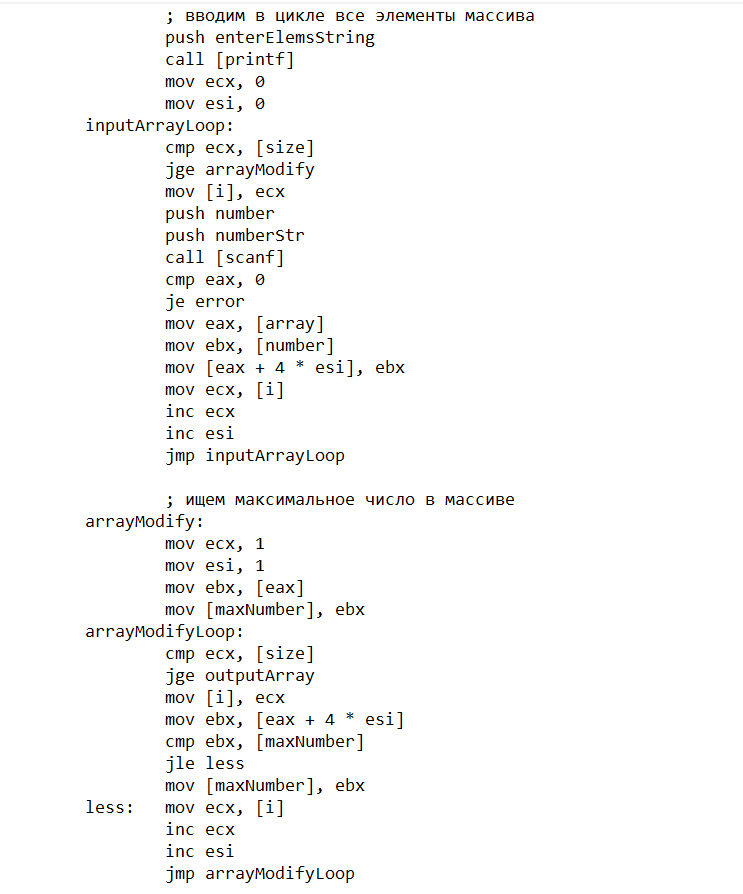 ; вводим в цикле все элементы массива
push enterElemsString
call [printf]
mov ecx, 0
mov esi, 0
inputArrayLoop:
cmp ecx, [size]
jge arrayModify
mov [i], ecx
push number
push numberStr
call [scanf]
cmp eax, 0
je error
mov eax, [array]
mov ebx, [number]
mov [eax + 4 * esi], ebx
mov ecx, [i]
inc ecx
inc esi
jmp inputArrayLoop
; ищем максимальное число в массиве
arrayModify:
mov ecx, 1
mov esi, 1
mov ebx, [eax]
mov [maxNumber], ebx
arrayModifyLoop:
cmp ecx, [size]
jge outputArray
mov [i], ecx
mov ebx, [eax + 4 * esi]
cmp ebx, [maxNumber]
jle less
mov [maxNumber], ebx
less: mov ecx, [i]
inc ecx
inc esi
jmp arrayModifyLoop